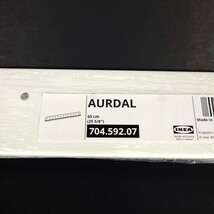 AURDAL
65 cm
(25 5/8")
704.592.07
IKEA
Made in